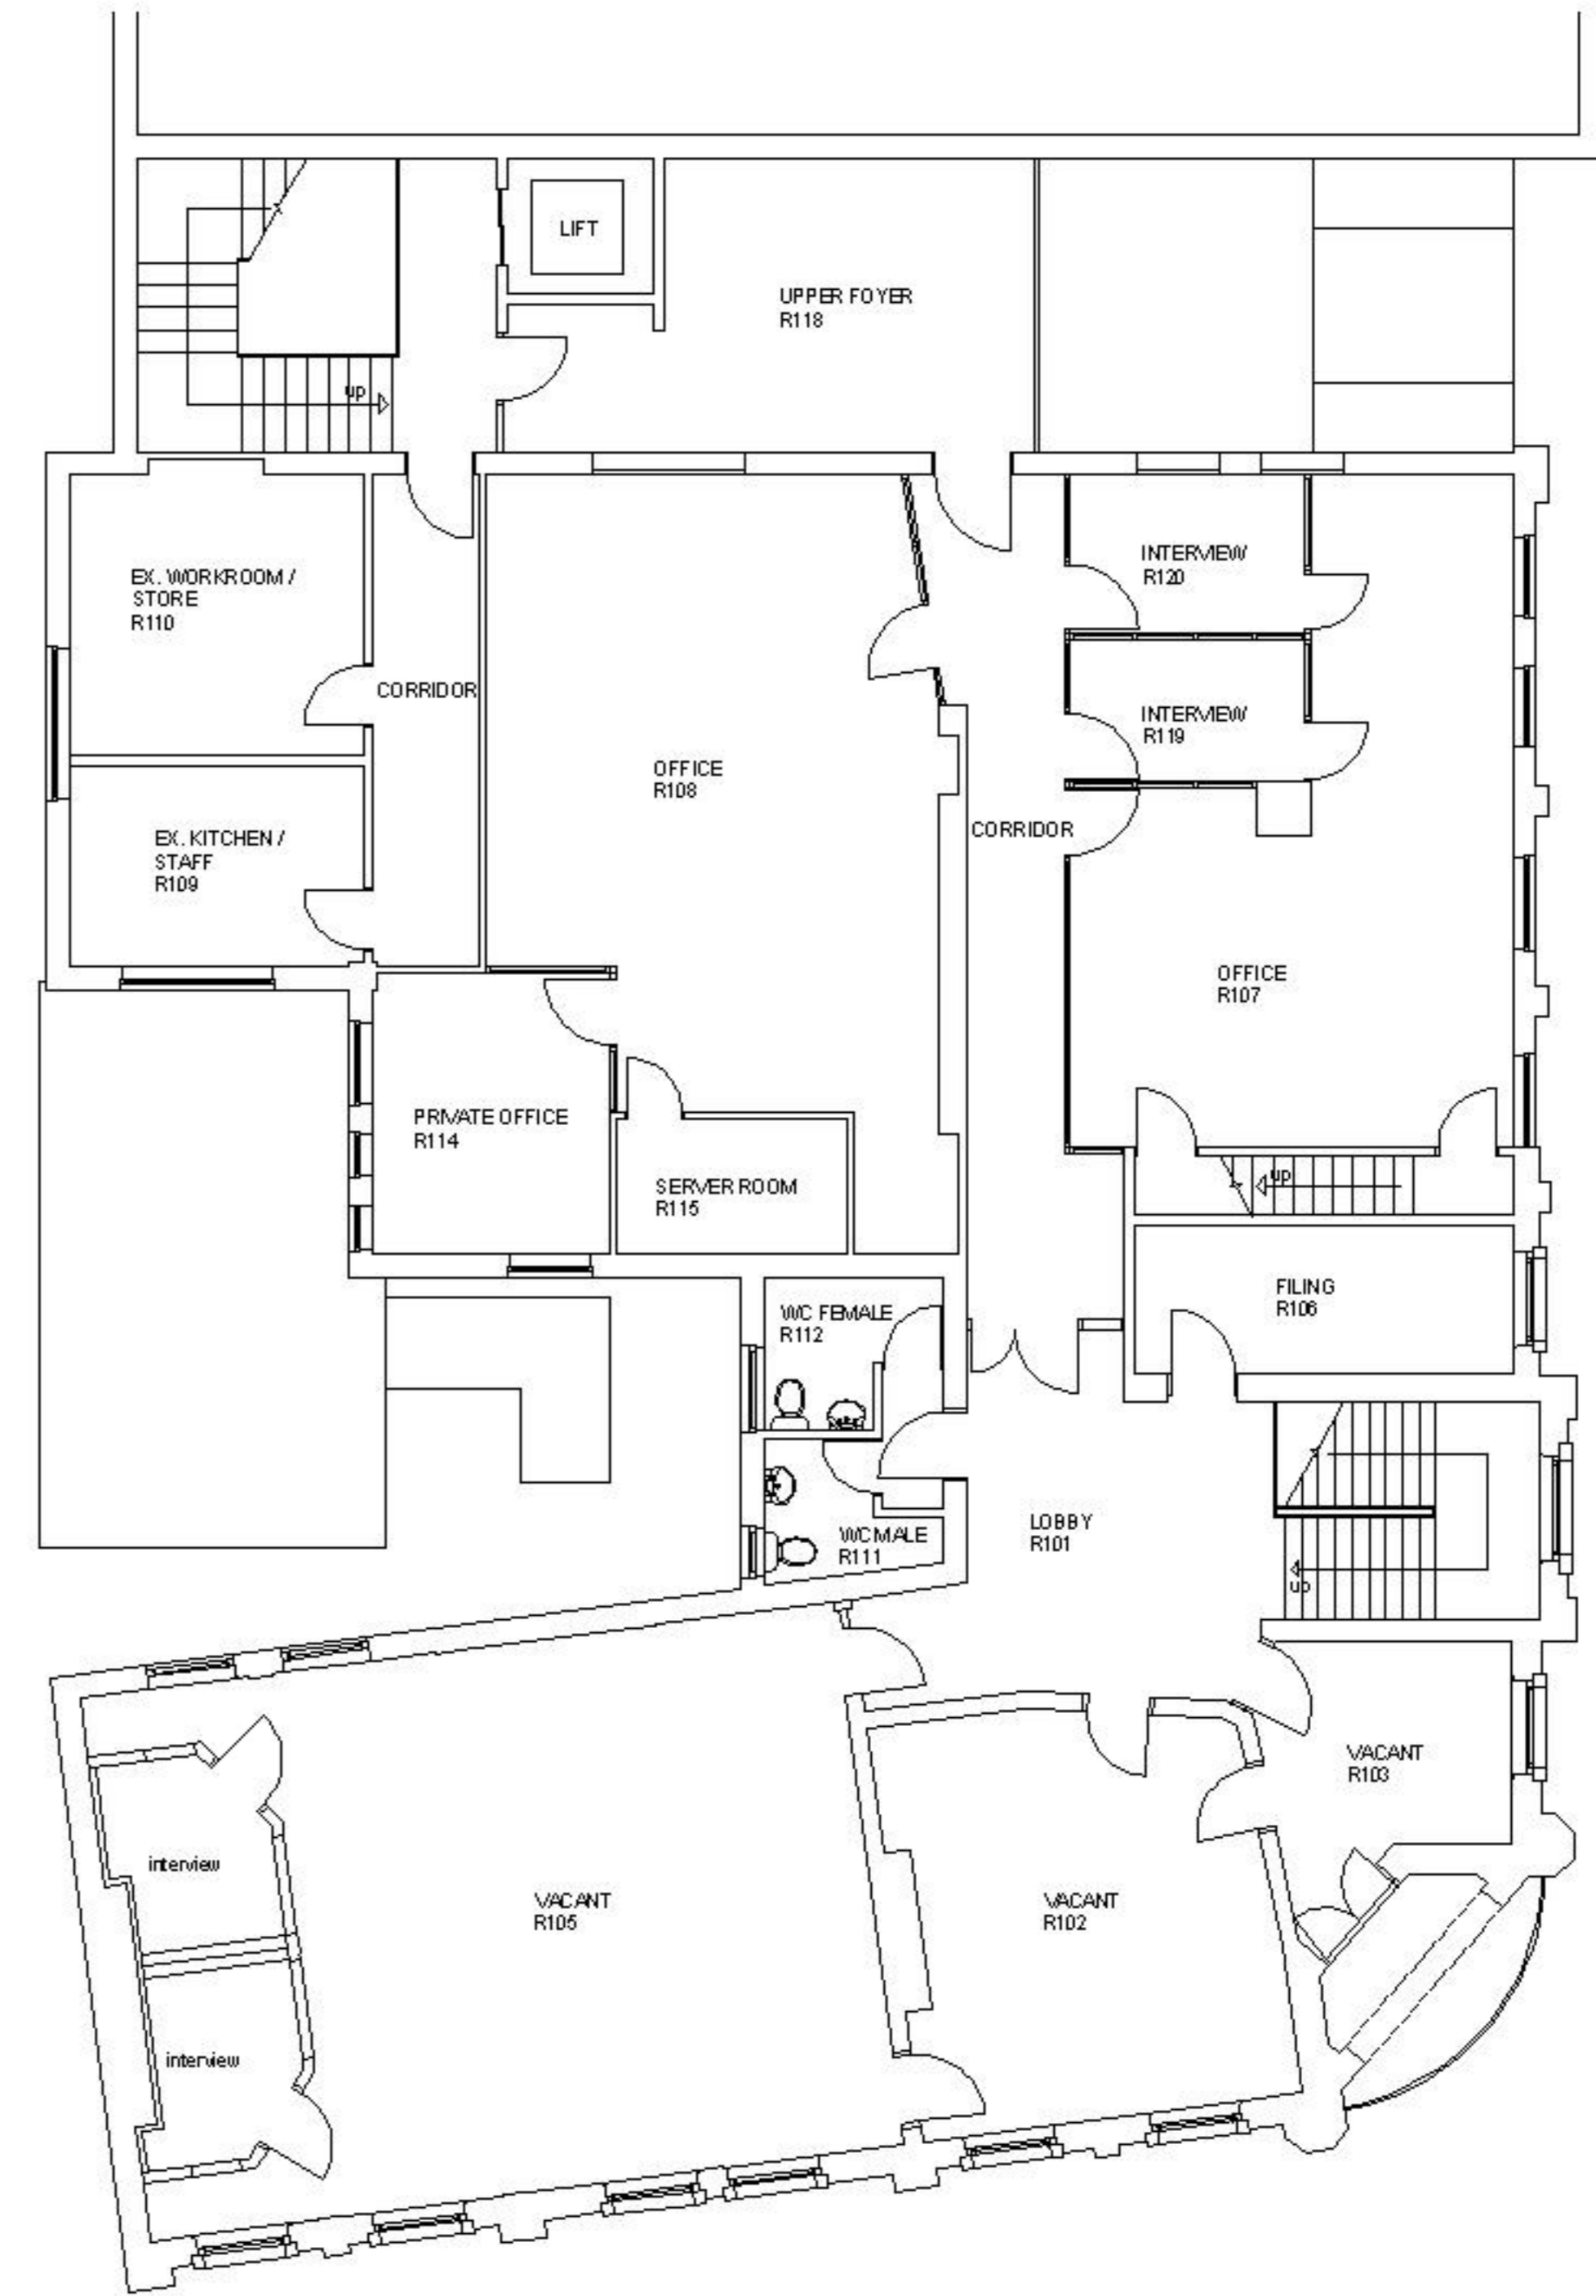 LIFT
UPPER FOYER
R118
up
EX. WORKROOM /
STORE
R110
CORRIDOR
INTERVIEW
R120
INTERVIEW
R119
OFFICE
R108
CORRIDOR
EX. KITCHEN /
STAFF
R109
OFFICE
R107
PRIVATE OFFICE
R114
SERVER ROOM
R115
up
FILING
R106
WC FEMALE
R112
LOBBY
R101
WC MALE
R111
up
VACANT
R103
interview
VACANT
R105
VACANT
R102
interview